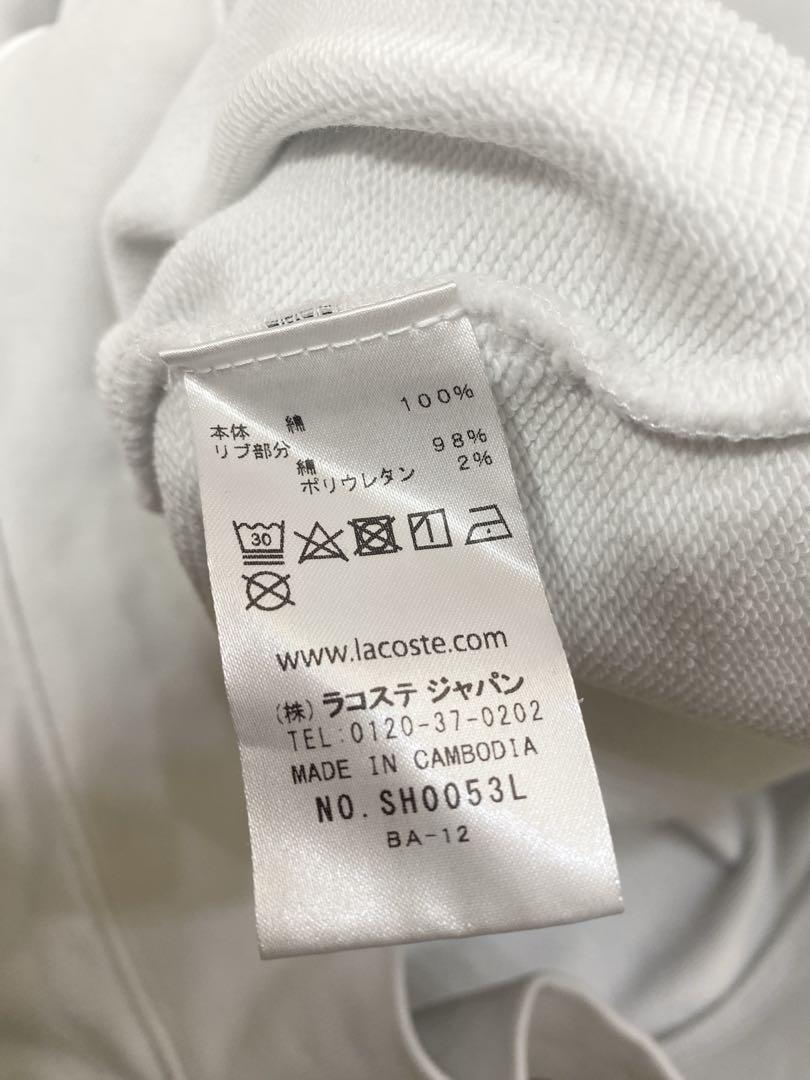 本体 綿 100%
リブ部分
綿 98%
ポリウレタン 2%
30
www.lacoste.com
(株) ラコステ ジャパン
TEL:0120-37-0202
MADE IN CAMBODIA
NO.SH0053L
BA-12